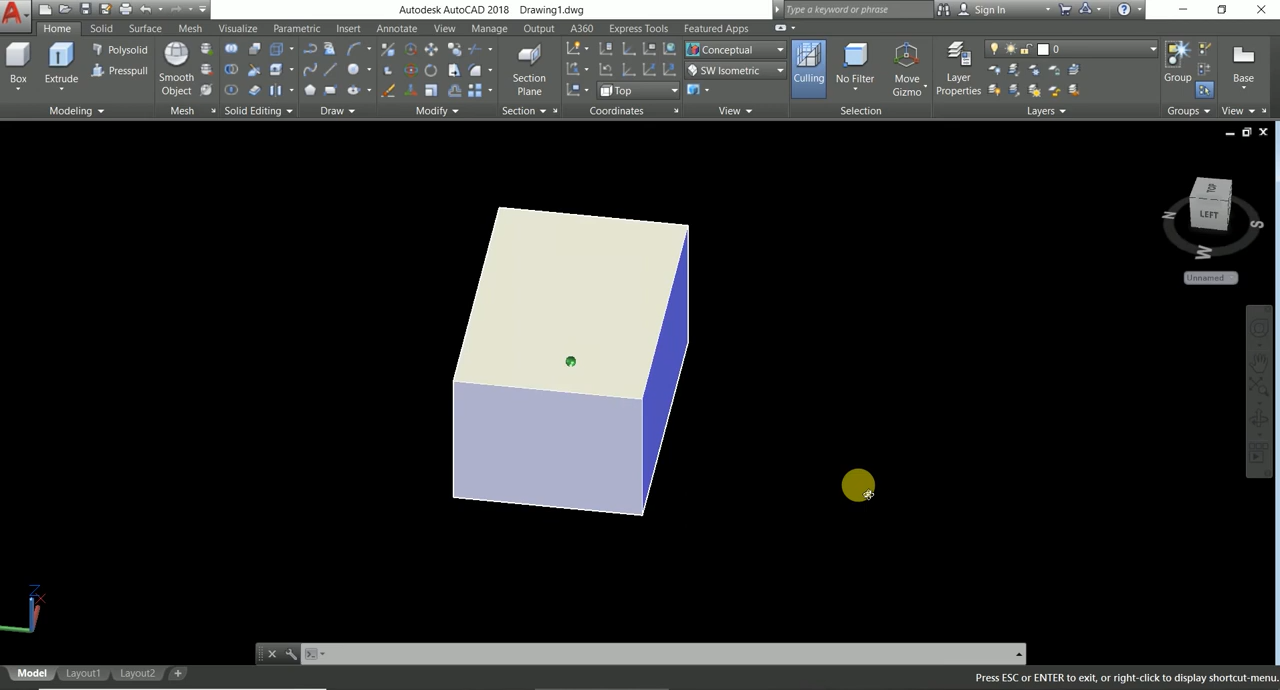 Autodesk AutoCAD 2018 Drawing1.dwg
Type a keyword or phrase
Sign In
Home Solid Surface Mesh Visualize Parametric Insert Annotate View Manage Output A360 Express Tools Featured Apps
Box
Extrude
Polysolid
Presspull
Smooth Object
Section Plane
Top
Conceptual
SW Isometric
Culling
No Filter
Move Gizmo
Layer Properties
0
Group
Base
Modeling Mesh Solid Editing Draw Modify Section Coordinates View Selection Layers Groups View
TOP
LEFT
N
S
W
Unnamed
Z
X
Model Layout1 Layout2 +
Press ESC or ENTER to exit, or right-click to display shortcut-menu.